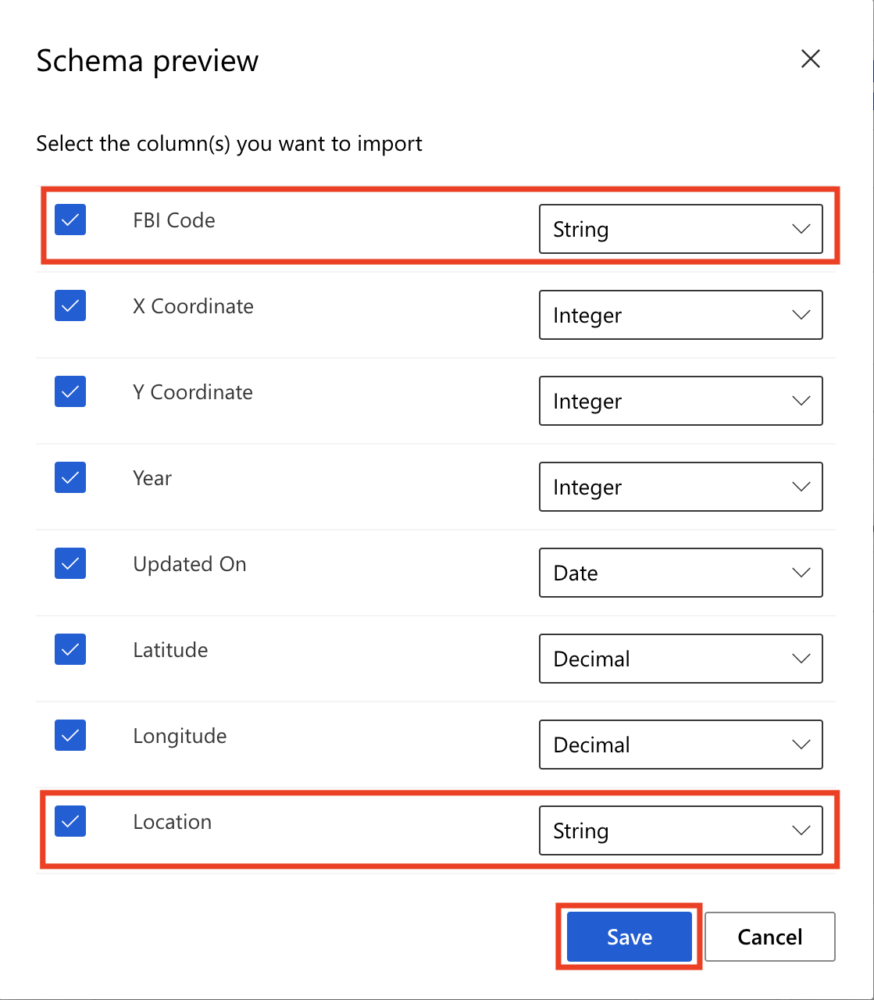 Schema preview
Select the column(s) you want to import
FBI Code String
X Coordinate Integer
Y Coordinate Integer
Year Integer
Updated On Date
Latitude Decimal
Longitude Decimal
Location String
Save Cancel